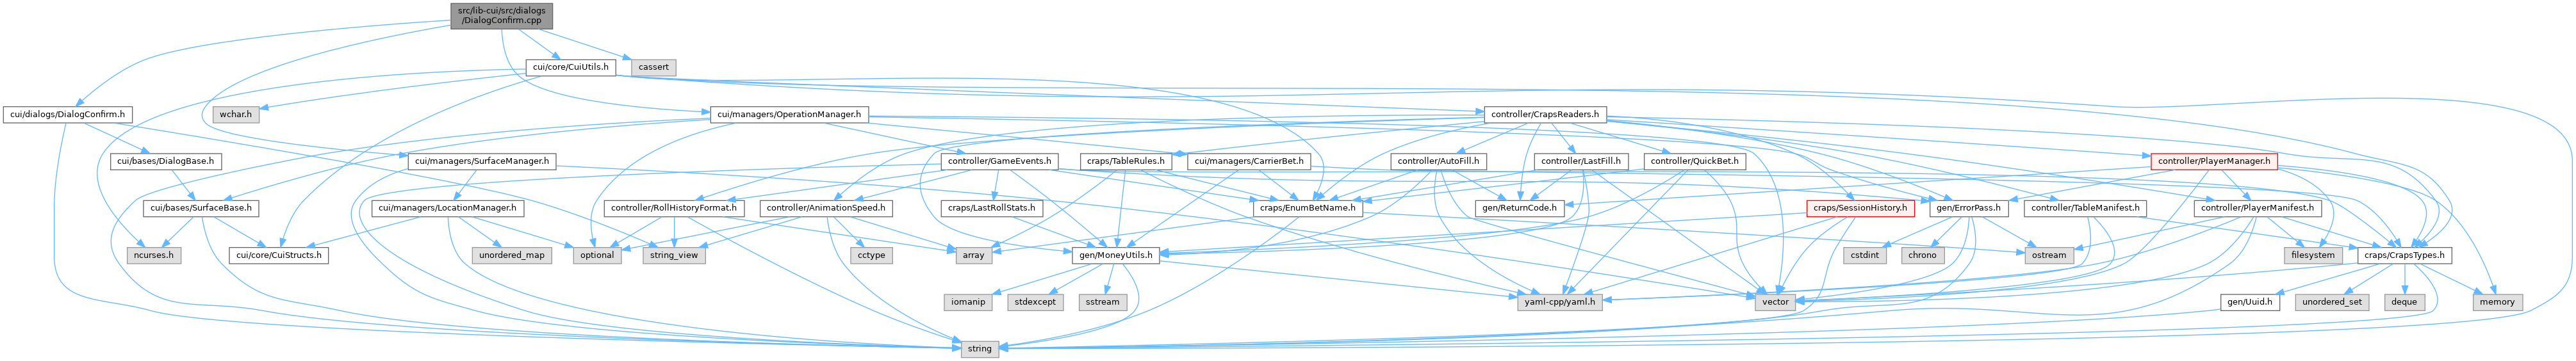 src/lib-cui/src/dialogs
/DialogConfirm.cpp
cui/core/CuiUtils.h
cassert
cui/dialogs/DialogConfirm.h
wchar.h
cui/managers/OperationManager.h
controller/CrapsReaders.h
cui/bases/DialogBase.h
cui/managers/SurfaceManager.h
controller/GameEvents.h
craps/TableRules.h
cui/managers/CarrierBet.h
controller/AutoFill.h
controller/LastFill.h
controller/QuickBet.h
controller/PlayerManager.h
cui/bases/SurfaceBase.h
cui/managers/LocationManager.h
controller/RollHistoryFormat.h
controller/AnimationSpeed.h
craps/LastRollStats.h
craps/EnumBetName.h
gen/ReturnCode.h
craps/SessionHistory.h
gen/ErrorPass.h
controller/TableManifest.h
controller/PlayerManifest.h
ncurses.h
cui/core/CuiStructs.h
unordered_map
optional
string_view
cctype
array
gen/MoneyUtils.h
cstdint
chrono
ostream
filesystem
craps/CrapsTypes.h
iomanip
stdexcept
sstream
yaml-cpp/yaml.h
vector
gen/Uuid.h
unordered_set
deque
memory
string